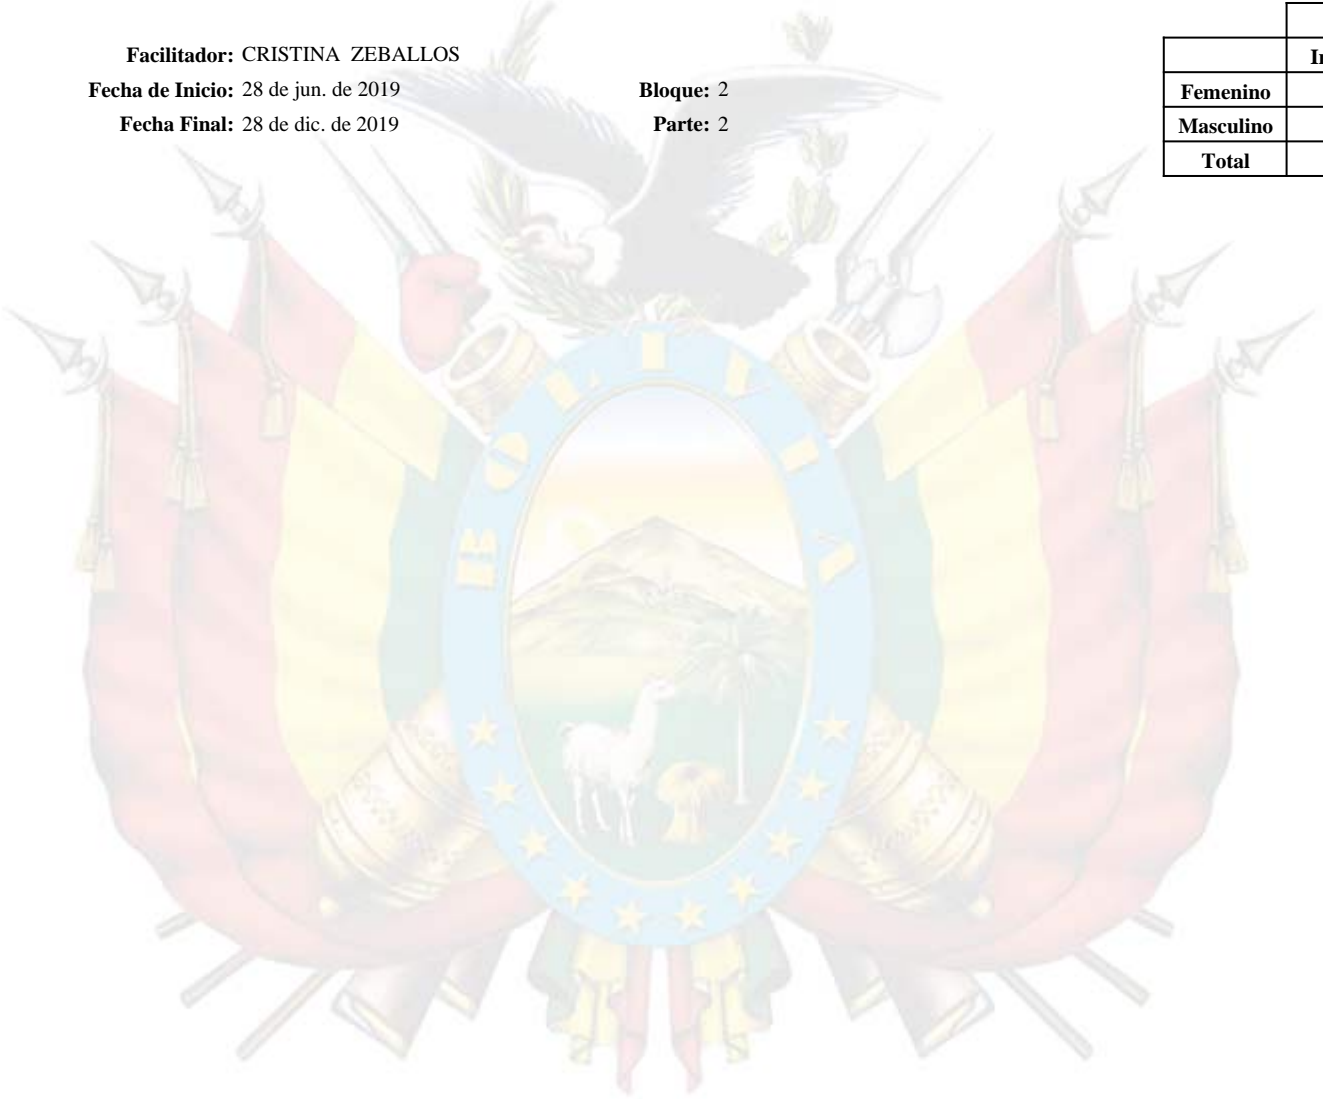 Facilitador: CRISTINA ZEBALLOS
Fecha de Inicio: 28 de jun. de 2019 Bloque: 2
Fecha Final: 28 de dic. de 2019 Parte: 2
Femenino
Masculino
Total
BOLIVIA